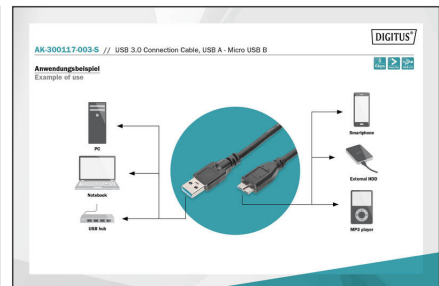 DIGITUS®
AK-300117-003-S // USB 3.0 Connection Cable, USB A - Micro USB B
Anwendungsbeispiel
Example of use
PC
Smartphone
Notebook
External HDD
USB hub
MP3 player